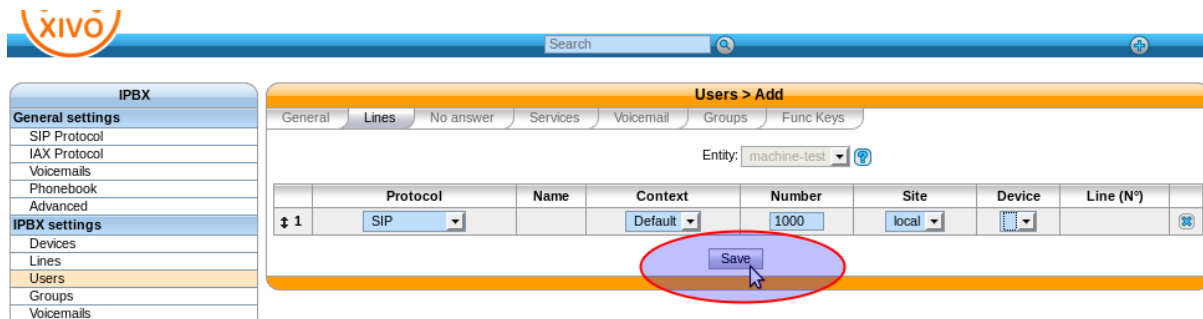 XIVO
Search
IPBX
General settings
SIP Protocol
IAX Protocol
Voicemails
Phonebook
Advanced
IPBX settings
Devices
Lines
Users
Groups
Voicemails
Users > Add
General Lines No answer Services Voicemail Groups Func Keys
Entity: machine-test ?
Protocol Name Context Number Site Device Line (N°)
1 SIP Default 1000 local
Save